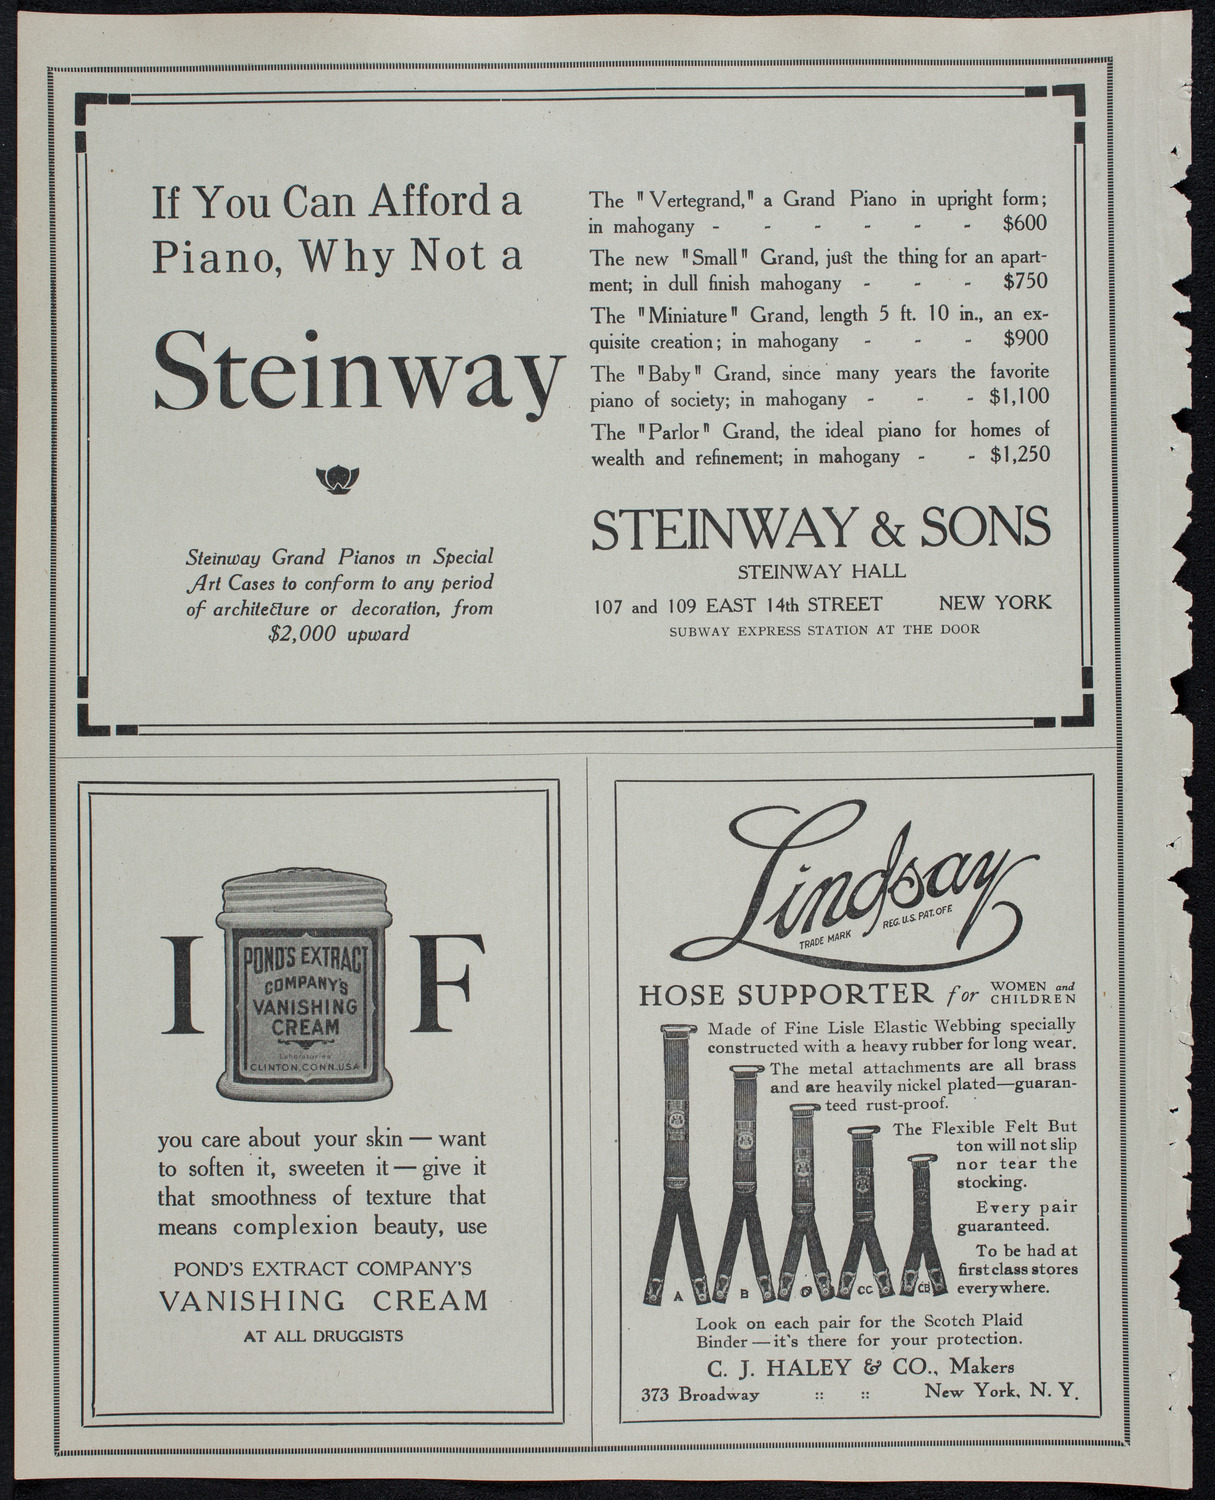 If You Can Afford a
Piano, Why Not a
Steinway
Steinway Grand Pianos in Special
Art Cases to conform to any period
of architecture or decoration, from
$2,000 upward
The "Vertegrand," a Grand Piano in upright form;
in mahogany - - - - - - $600
The new "Small" Grand, just the thing for an apart-
ment; in dull finish mahogany - - - $750
The "Miniature" Grand, length 5 ft. 10 in., an ex-
quisite creation; in mahogany - - - $900
The "Baby" Grand, since many years the favorite
piano of society; in mahogany - - - $1,100
The "Parlor" Grand, the ideal piano for homes of
wealth and refinement; in mahogany - - $1,250
STEINWAY & SONS
STEINWAY HALL
107 and 109 EAST 14th STREET NEW YORK
SUBWAY EXPRESS STATION AT THE DOOR
I F
POND'S EXTRACT
COMPANY'S
VANISHING
CREAM
Laboratories
CLINTON, CONN. U.S.A
you care about your skin — want
to soften it, sweeten it — give it
that smoothness of texture that
means complexion beauty, use
POND'S EXTRACT COMPANY'S
VANISHING CREAM
AT ALL DRUGGISTS
Lindsay
TRADE MARK REG. U.S. PAT. OFF.
HOSE SUPPORTER for WOMEN and
CHILDREN
Made of Fine Lisle Elastic Webbing specially
constructed with a heavy rubber for long wear.
The metal attachments are all brass
and are heavily nickel plated—guaran-
teed rust-proof.
The Flexible Felt But
ton will not slip
nor tear the
stocking.
Every pair
guaranteed.
To be had at
first class stores
everywhere.
A B CC CB
Look on each pair for the Scotch Plaid
Binder — it's there for your protection.
C. J. HALEY & CO., Makers
373 Broadway :: :: New York, N. Y.